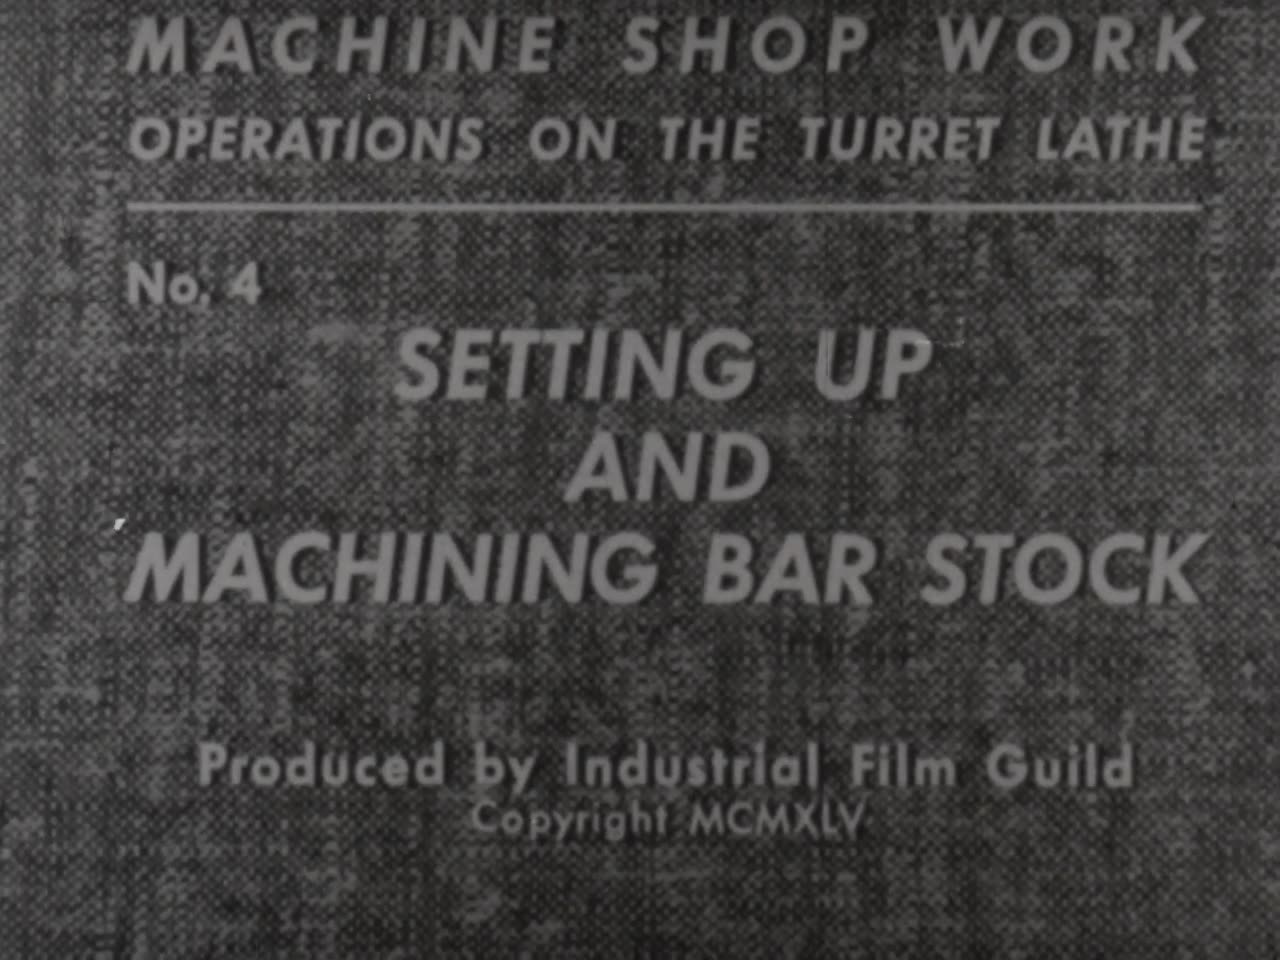 MACHINE SHOP WORK
OPERATIONS ON THE TURRET LATHE
No. 4
SETTING UP
AND
MACHINING BAR STOCK
Produced by Industrial Film Guild
Copyright MCMXLV